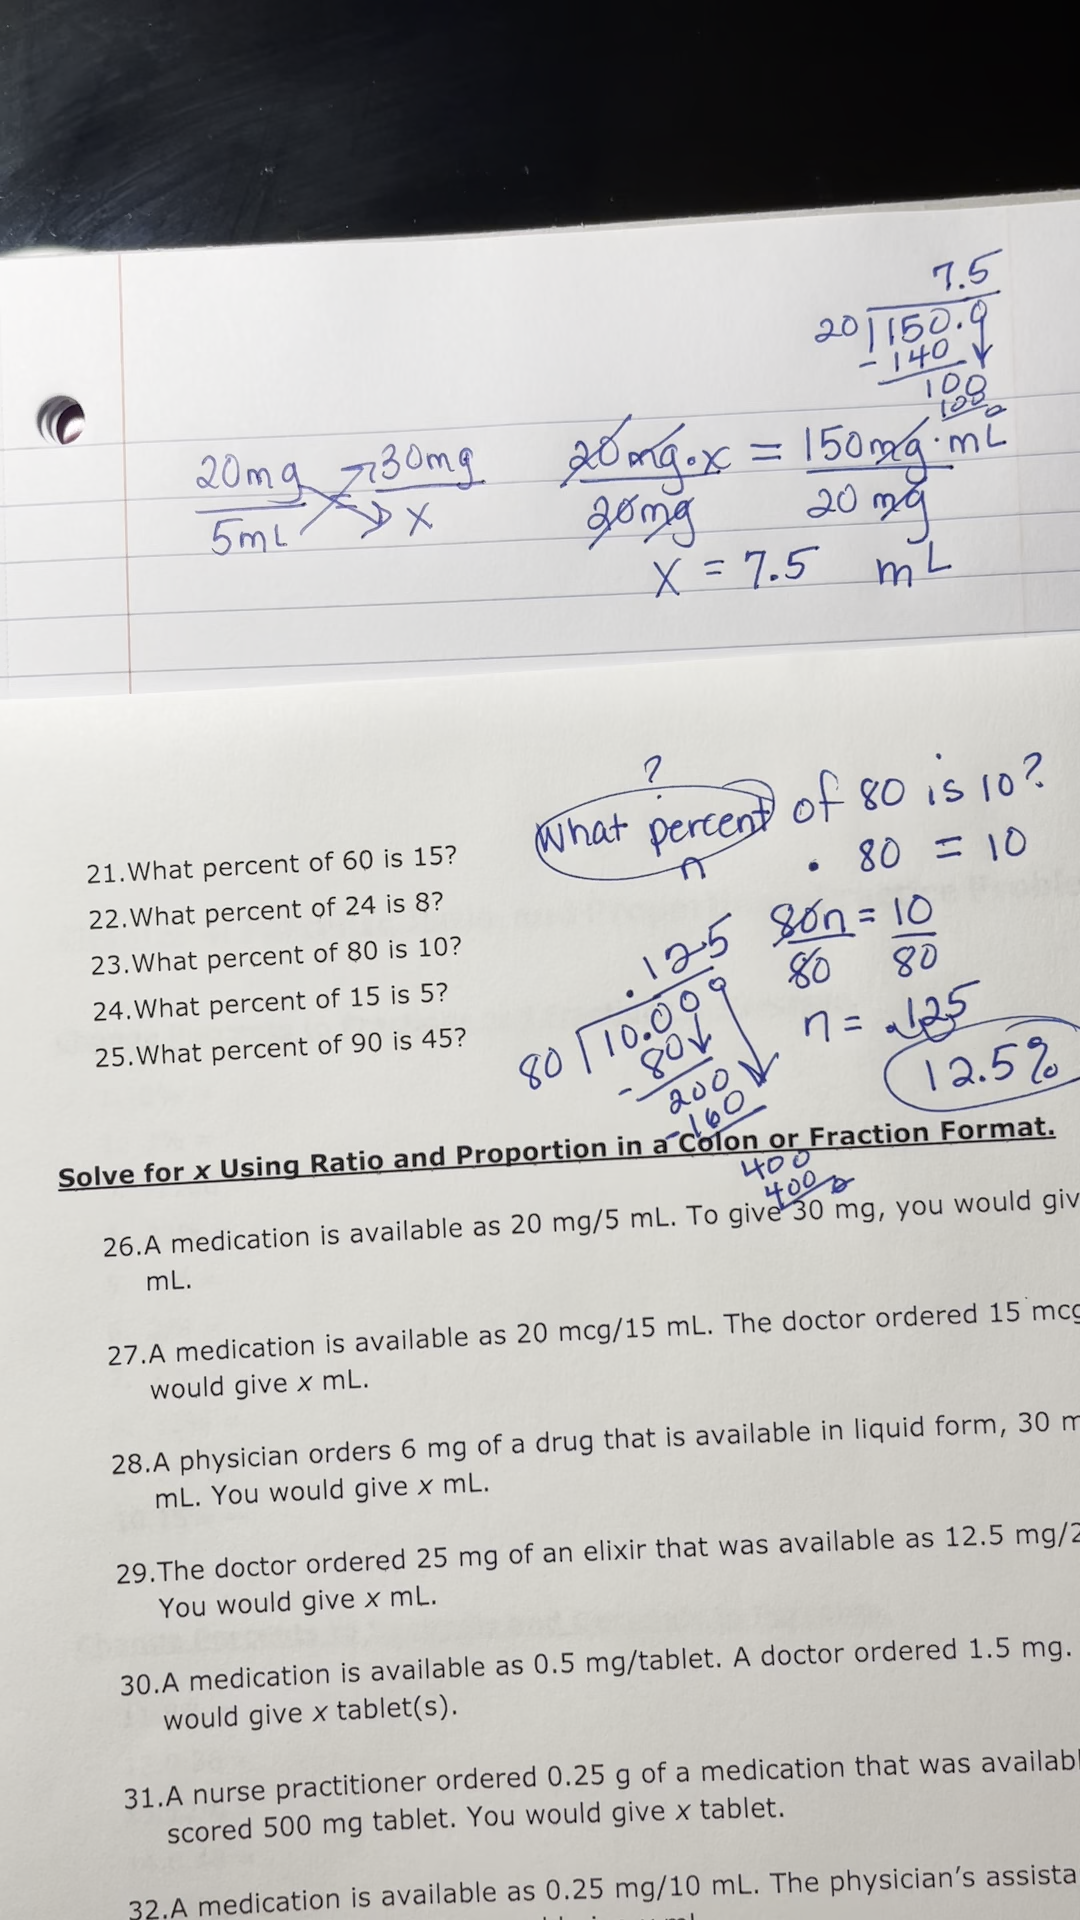 7.5
20 150.0
- 140
100
100
0
20mg 30mg 20mg·x = 150mg·mL
5mL x 20mg 20 mg
x = 7.5 mL
?
What percent of 80 is 10?
n · 80 = 10
21.What percent of 60 is 15?
22.What percent of 24 is 8?
23.What percent of 80 is 10?
24.What percent of 15 is 5?
25.What percent of 90 is 45?
80n = 10
80 80
n = .125
12.5%
.125
80 10.000
- 80
200
- 160
400
400
0
Solve for x Using Ratio and Proportion in a Colon or Fraction Format.
26.A medication is available as 20 mg/5 mL. To give 30 mg, you would giv
mL.
27.A medication is available as 20 mcg/15 mL. The doctor ordered 15 mcg
would give x mL.
28.A physician orders 6 mg of a drug that is available in liquid form, 30 m
mL. You would give x mL.
29.The doctor ordered 25 mg of an elixir that was available as 12.5 mg/2
You would give x mL.
30.A medication is available as 0.5 mg/tablet. A doctor ordered 1.5 mg.
would give x tablet(s).
31.A nurse practitioner ordered 0.25 g of a medication that was availabl
scored 500 mg tablet. You would give x tablet.
32.A medication is available as 0.25 mg/10 mL. The physician's assista